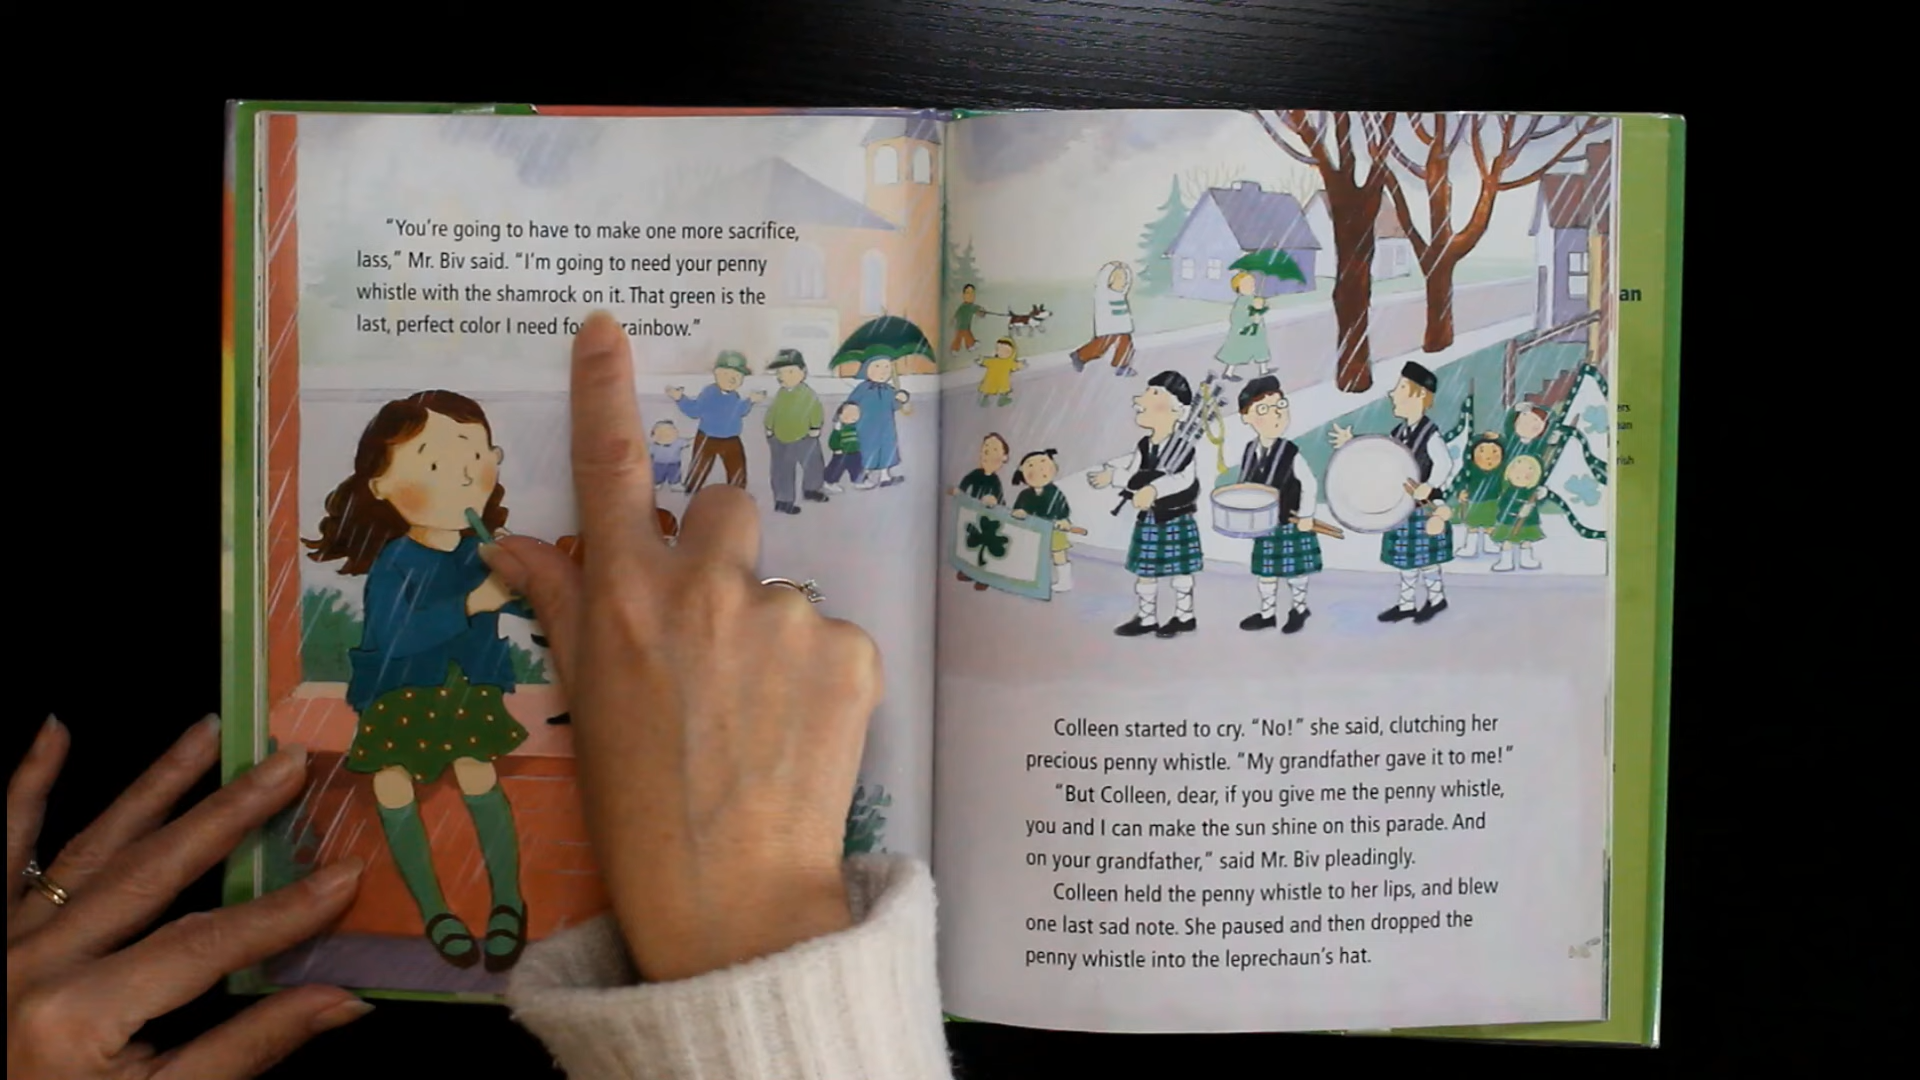 “You’re going to have to make one more sacrifice,
lass,” Mr. Biv said. “I’m going to need your penny
whistle with the shamrock on it. That green is the
last, perfect color I need rainbow.”
Colleen started to cry. “No!” she said, clutching her
precious penny whistle. “My grandfather gave it to me!”
“But Colleen, dear, if you give me the penny whistle,
you and I can make the sun shine on this parade. And
on your grandfather,” said Mr. Biv pleadingly.
Colleen held the penny whistle to her lips, and blew
one last sad note. She paused and then dropped the
penny whistle into the leprechaun’s hat.